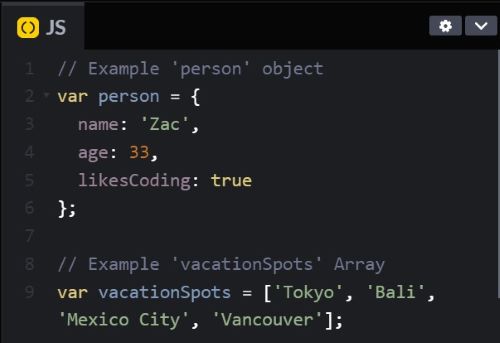 JS
1 // Example 'person' object
2 var person = {
3 name: 'Zac',
4 age: 33,
5 likesCoding: true
6 };
7
8 // Example 'vacationSpots' Array
9 var vacationSpots = ['Tokyo', 'Bali',
'Mexico City', 'Vancouver'];